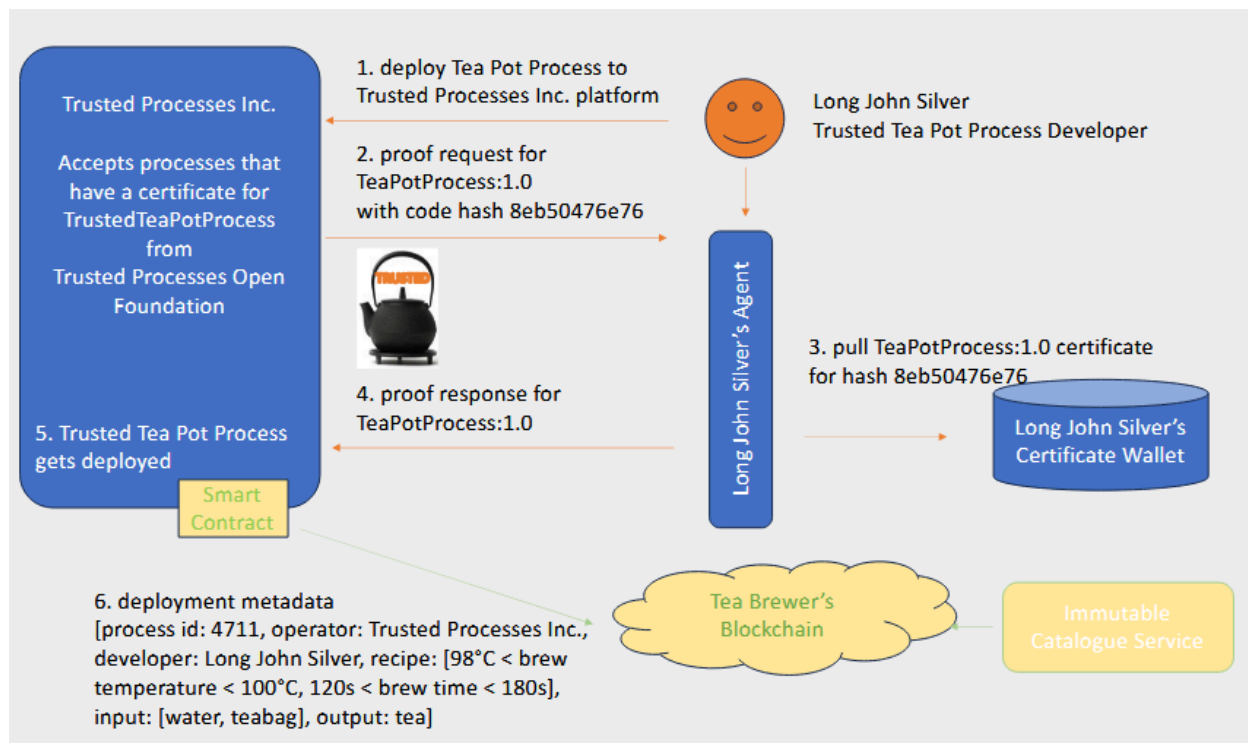 Trusted Processes Inc.
Accepts processes that
have a certificate for
TrustedTeaPotProcess
from
Trusted Processes Open
Foundation
5. Trusted Tea Pot Process
gets deployed
Smart
Contract
1. deploy Tea Pot Process to
Trusted Processes Inc. platform
2. proof request for
TeaPotProcess:1.0
with code hash 8eb50476e76
TRUSTED
4. proof response for
TeaPotProcess:1.0
Long John Silver
Trusted Tea Pot Process Developer
Long John Silver's Agent
3. pull TeaPotProcess:1.0 certificate
for hash 8eb50476e76
Long John Silver's
Certificate Wallet
6. deployment metadata
[process id: 4711, operator: Trusted Processes Inc.,
developer: Long John Silver, recipe: [98°C < brew
temperature < 100°C, 120s < brew time < 180s],
input: [water, teabag], output: tea]
Tea Brewer's
Blockchain
Immutable
Catalogue Service